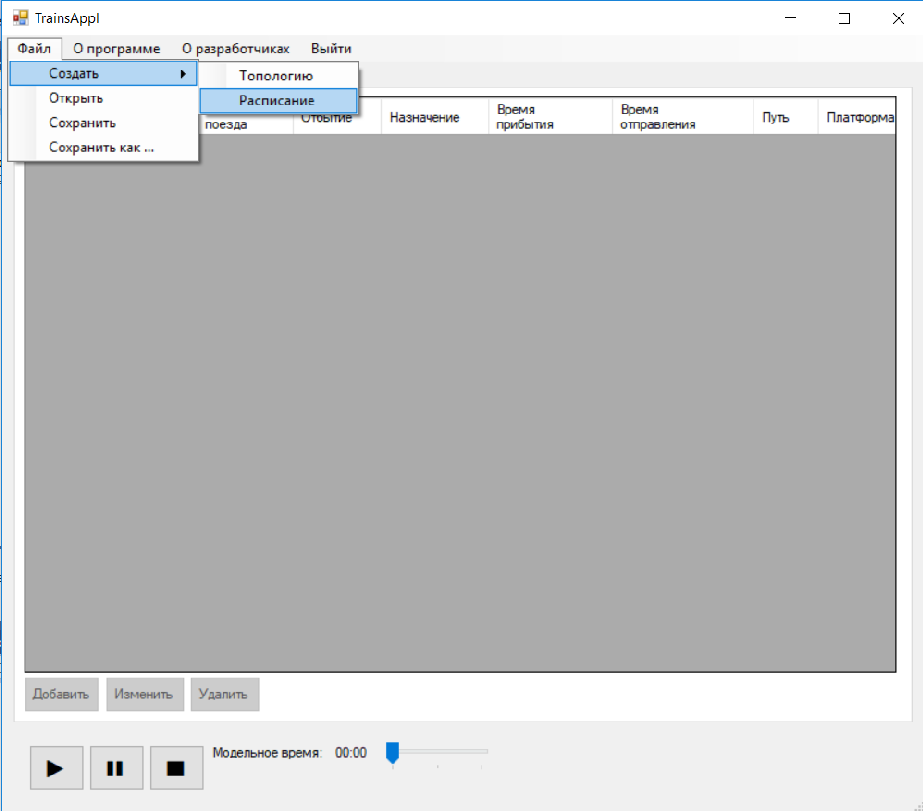 TrainsAppl
Файл О программе О разработчиках Выйти
Создать
Открыть
Сохранить
Сохранить как ...
Топологию
Расписание
поезда
Событие
Назначение
Время
прибытия
Время
отправления
Путь
Платформа
Добавить Изменить Удалить
Модельное время: 00:00